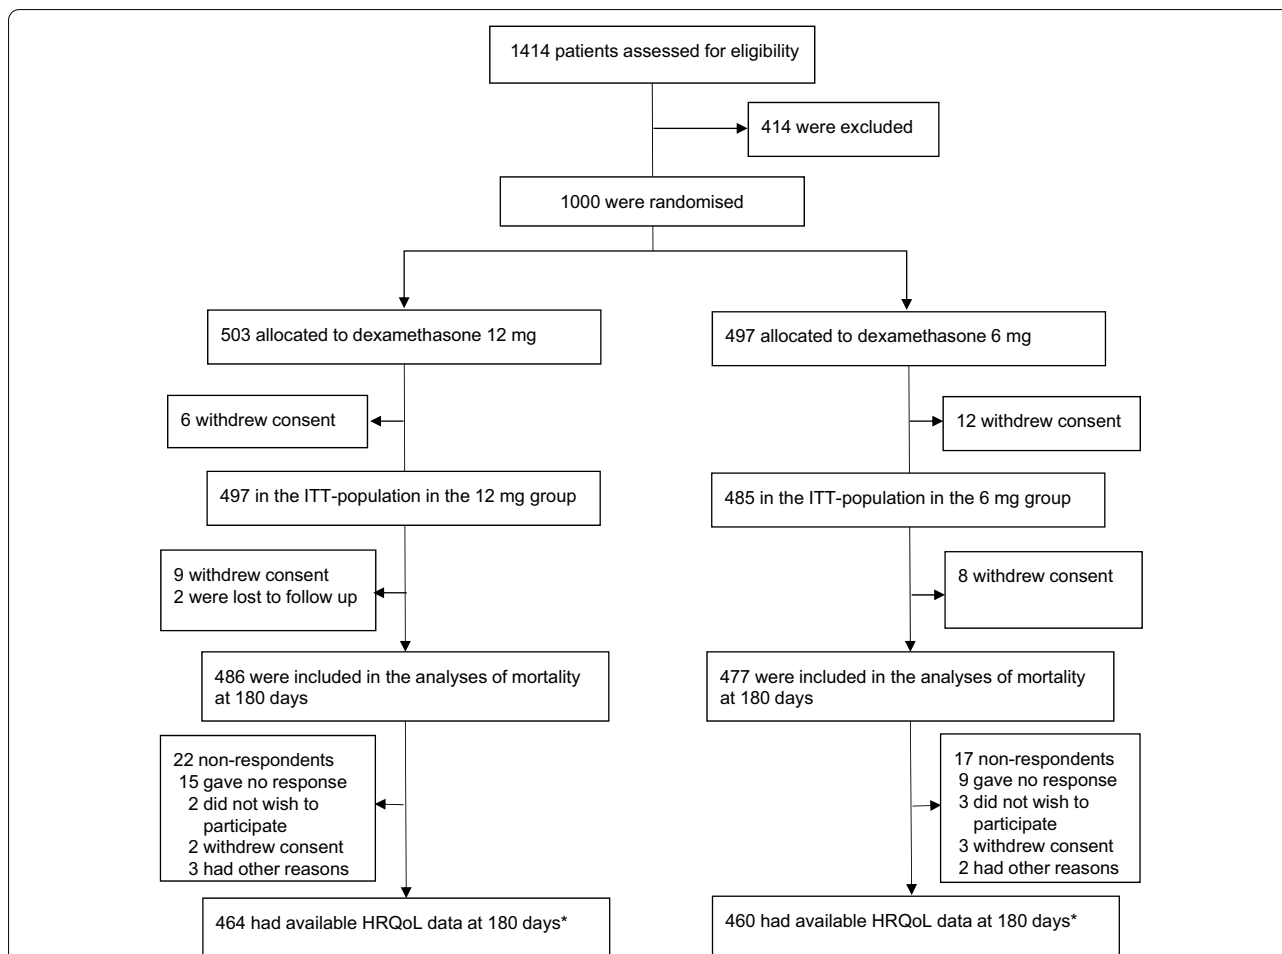 1414 patients assessed for eligibility
414 were excluded
1000 were randomised
503 allocated to dexamethasone 12 mg
497 allocated to dexamethasone 6 mg
6 withdrew consent
12 withdrew consent
497 in the ITT-population in the 12 mg group
485 in the ITT-population in the 6 mg group
9 withdrew consent
2 were lost to follow up
8 withdrew consent
486 were included in the analyses of mortality
at 180 days
477 were included in the analyses of mortality
at 180 days
22 non-respondents
15 gave no response
2 did not wish to
participate
2 withdrew consent
3 had other reasons
17 non-respondents
9 gave no response
3 did not wish to
participate
3 withdrew consent
2 had other reasons
464 had available HRQoL data at 180 days*
460 had available HRQoL data at 180 days*